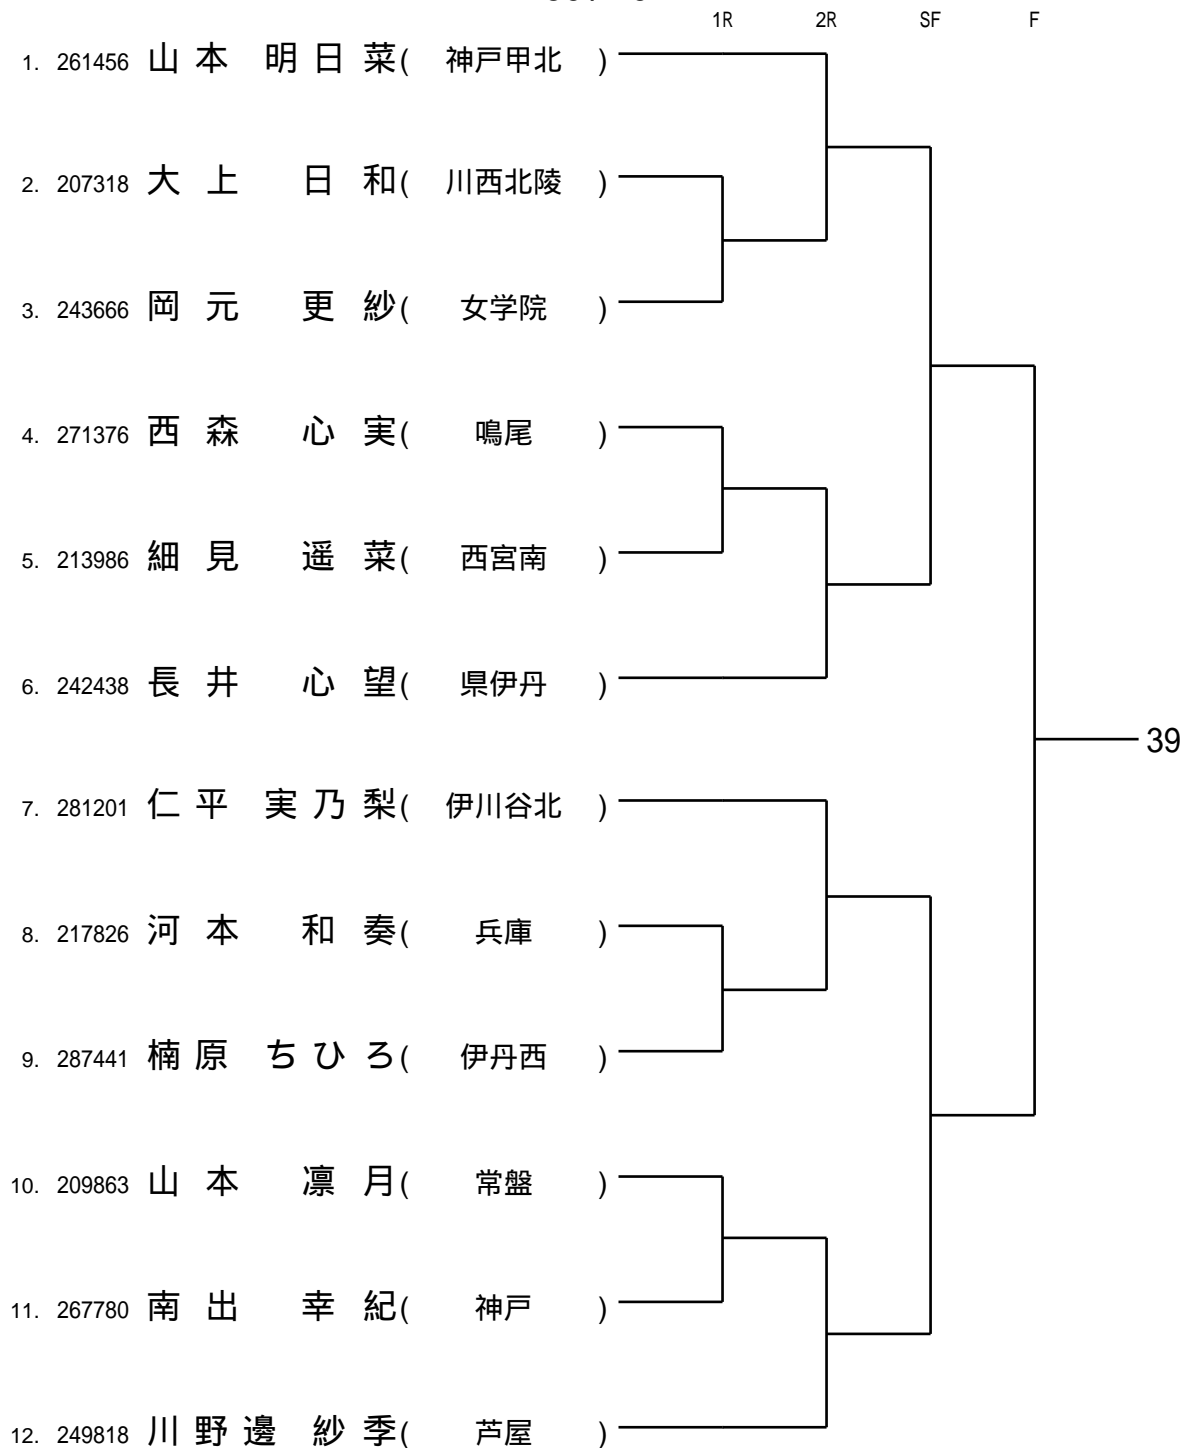 1R 2R SF F
1. 261456 山本 明日菜( 神戸甲北 )
2. 207318 大上 日和( 川西北陵 )
3. 243666 岡元 更紗( 女学院 )
4. 271376 西森 心実( 鳴尾 )
5. 213986 細見 遥菜( 西宮南 )
6. 242438 長井 心望( 県伊丹 )
39
7. 281201 仁平 実乃梨( 伊川谷北 )
8. 217826 河本 和奏( 兵庫 )
9. 287441 楠原 ちひろ( 伊丹西 )
10. 209863 山本 凛月( 常盤 )
11. 267780 南出 幸紀( 神戸 )
12. 249818 川野邊 紗季( 芦屋 )